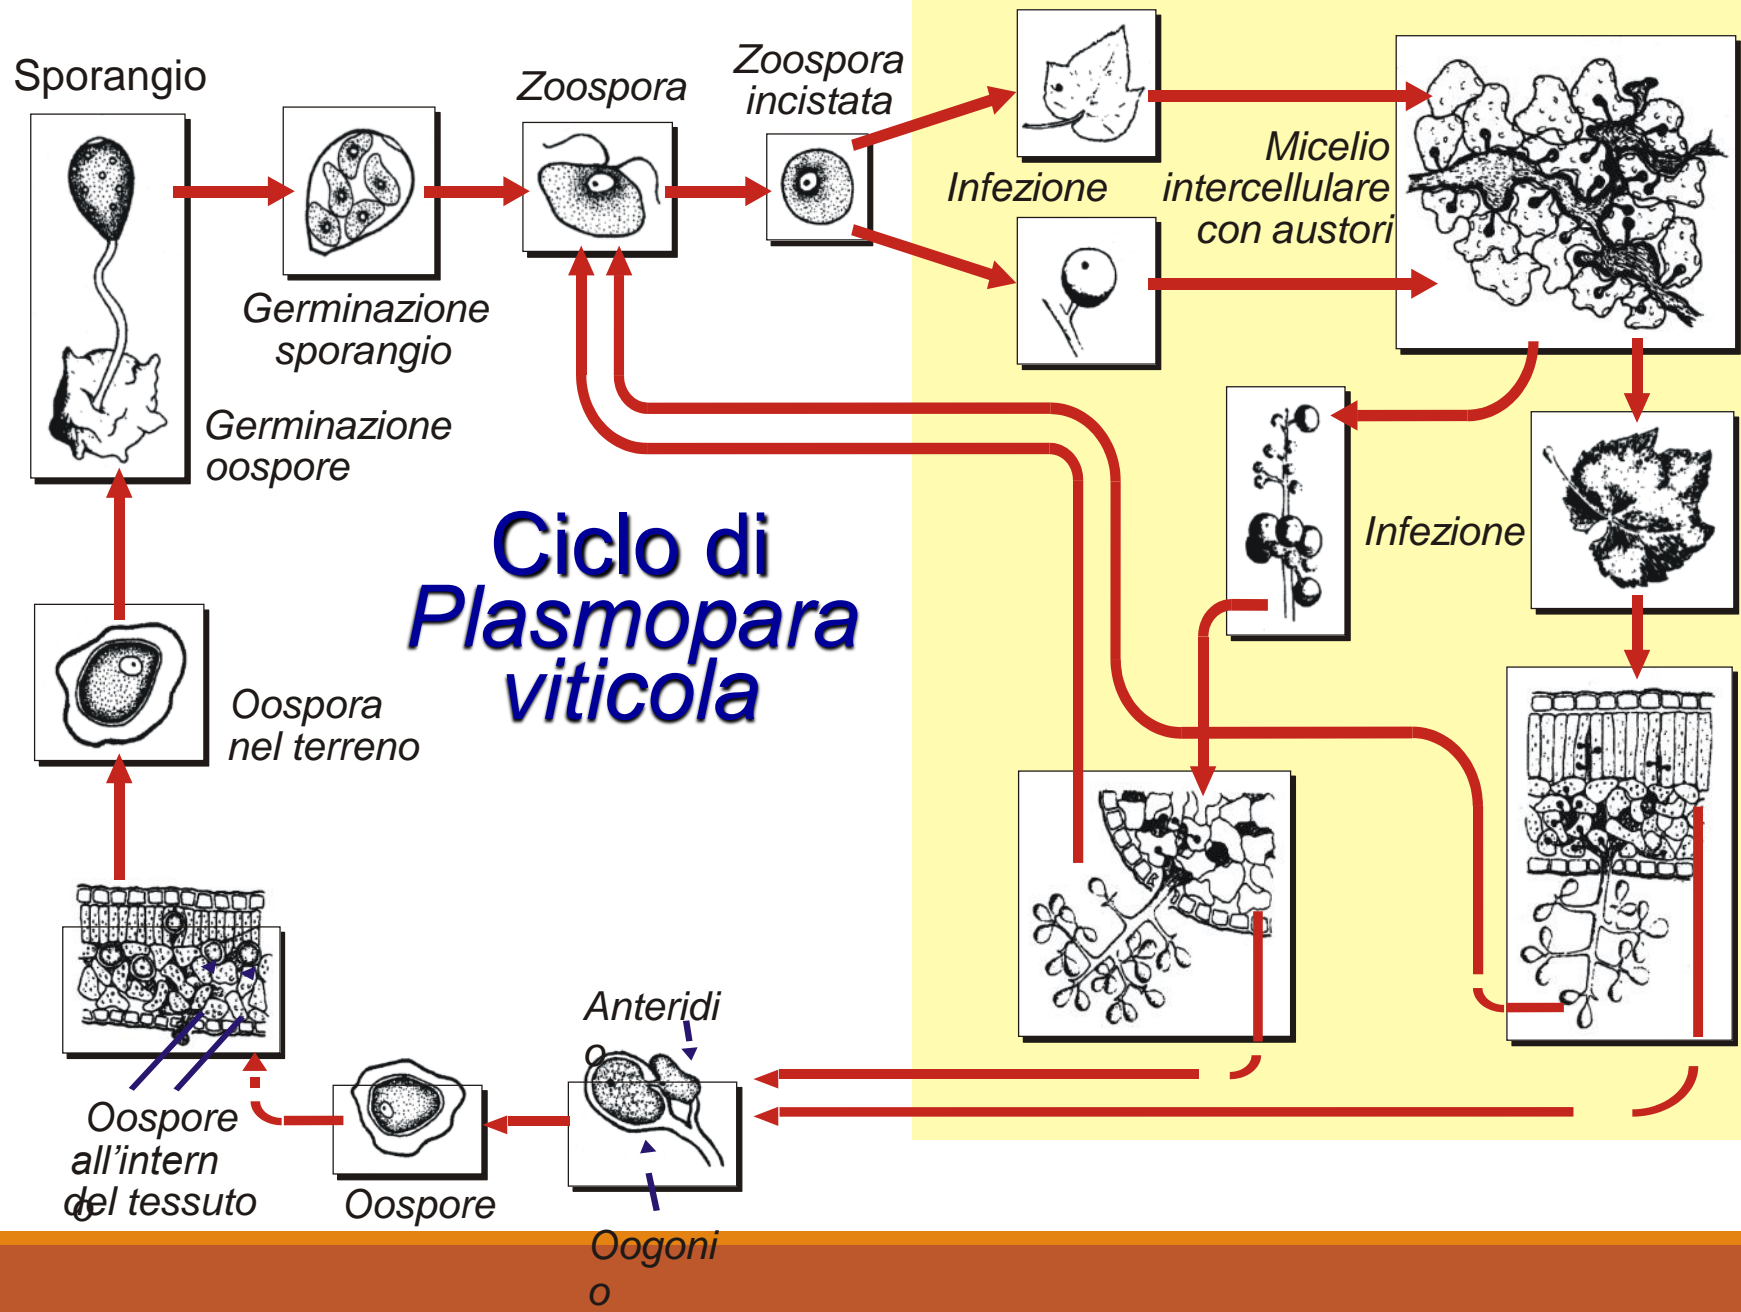 Sporangio
Zoospora
Zoospora
incistata
Infezione
Micelio
intercellulare
con austori
Germinazione
sporangio
Germinazione
oospore
Ciclo di
Plasmopara
viticola
Infezione
Oospora
nel terreno
Anteridi
o
Oospore
all'intern
o
del tessuto
Oospore
Oogoni
o